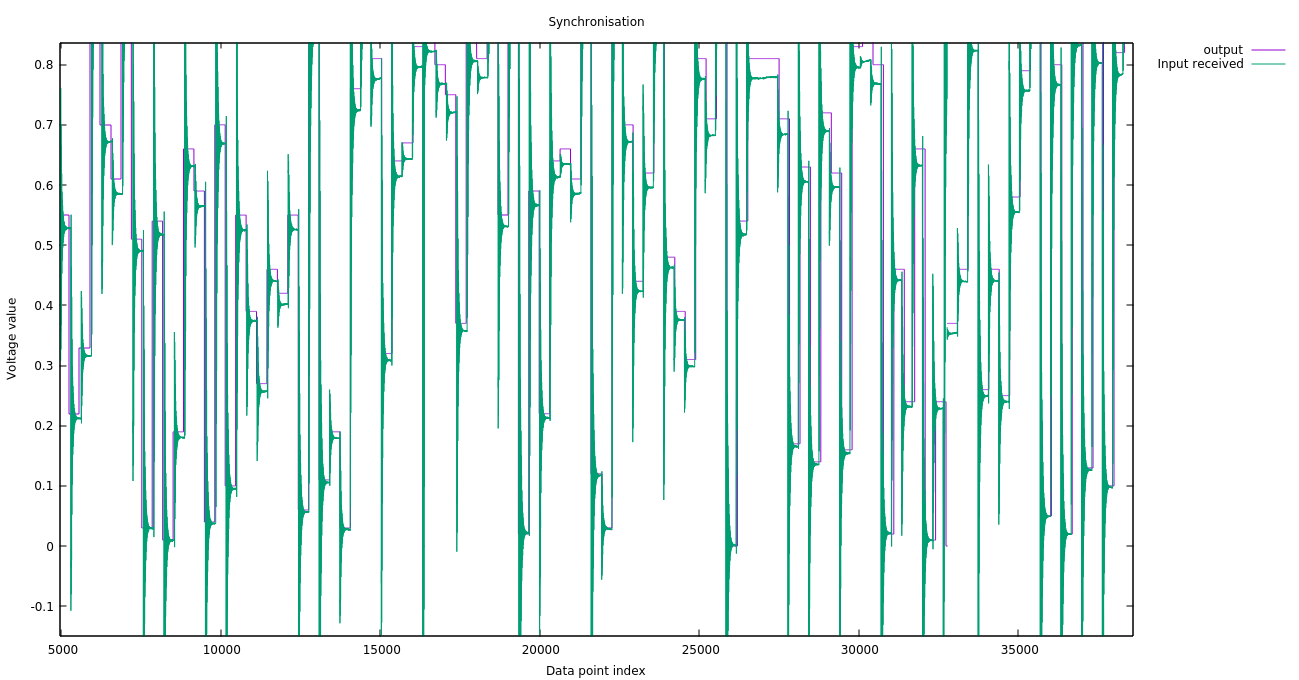 Synchronisation
output
Input received
0.8
0.7
0.6
0.5
0.4
0.3
0.2
0.1
0
-0.1
Voltage value
5000 10000 15000 20000 25000 30000 35000
Data point index